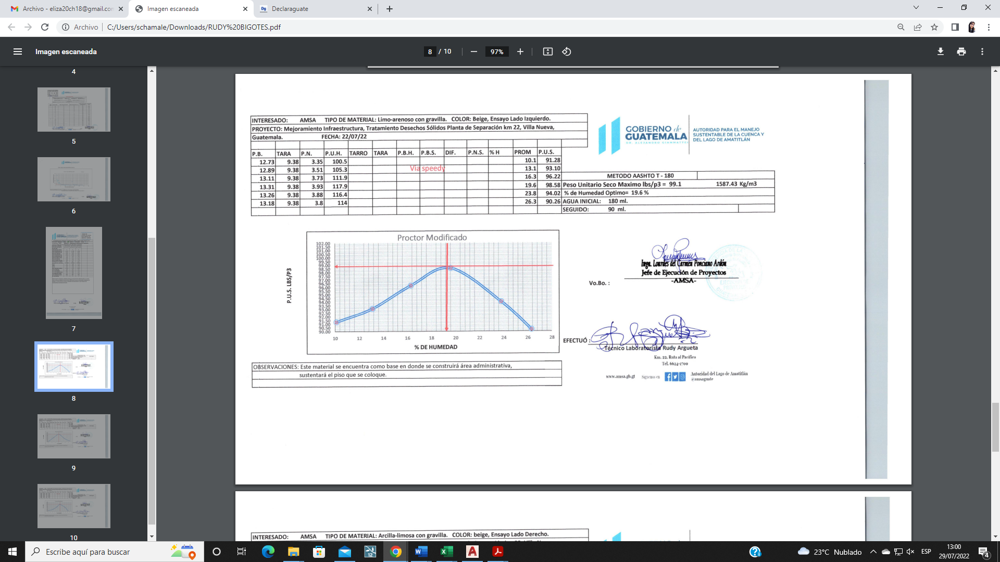 Archivo - eliza20ch18@gmail.con
Imagen escaneada
Declaraguate
Archivo
C:/Users/schamale/Downloads/RUDY%20BIGOTES.pdf
Imagen escaneada
8 / 10
97%
4
5
6
7
8
9
10
INTERESADO: AMSA TIPO DE MATERIAL: Limo-arenoso con gravilla. COLOR: Beige, Ensayo Lado Izquierdo.
PROYECTO: Mejoramiento Infraestructura, Tratamiento Desechos Sólidos Planta de Separación km 22, Villa Nueva,
Guatemala. FECHA: 22/07/22
P.B. TARA P.N. P.U.H. TARRO TARA P.B.H. P.B.S. DIF. P.N.S. % H PROM P.U.S.
12.73 9.38 3.35 100.5 10.1 91.28
12.89 9.38 3.51 105.3 Via speedy 13.1 93.10
13.11 9.38 3.73 111.9 16.3 96.22
13.31 9.38 3.93 117.9 19.6 98.58
13.26 9.38 3.88 116.4 23.8 94.02
13.18 9.38 3.8 114 26.3 90.26
GOBIERNO de
GUATEMALA
DR. ALEJANDRO GIAMMATTEI
AUTORIDAD PARA EL MANEJO
SUSTENTABLE DE LA CUENCA Y
DEL LAGO DE AMATITLÁN
METODO AASHTO T - 180
Peso Unitario Seco Maximo lbs/p3 = 99.1 1587.43 Kg/m3
% de Humedad Optimo= 19.6 %
AGUA INICIAL: 180 ml.
SEGUIDO: 90 ml.
Proctor Modificado
P.U.S. LBS/P3
102.00
101.50
101.00
100.50
100.00
99.50
99.00
98.50
98.00
97.50
97.00
96.50
96.00
95.50
95.00
94.50
94.00
93.50
93.00
92.50
92.00
91.50
91.00
90.50
90.00
10 12 14 16 18 20 22 24 26 28
% DE HUMEDAD
Inga. Lourdes del Carmen Ponciano Ardón
Jefe de Ejecución de Proyectos
-AMSA-
Vo.Bo. :
EFECTUÓ :
Técnico Laboratorista Rudy Argueta
Km. 22. Ruta al Pacífico
Tel. 6624-1700
www.amsa.gb.gt Síguenos en Autoridad del Lago de Amatitlán
@amsaguate
OBSERVACIONES: Este material se encuentra como base en donde se construirá área administrativa,
sustentará el piso que se coloque.
INTERESADO: AMSA TIPO DE MATERIAL: Arcilla-limosa con gravilla. COLOR: beige, Ensayo Lado Derecho.
Escribe aquí para buscar
12
23°C Nublado
ESP
13:00
29/07/2022
4